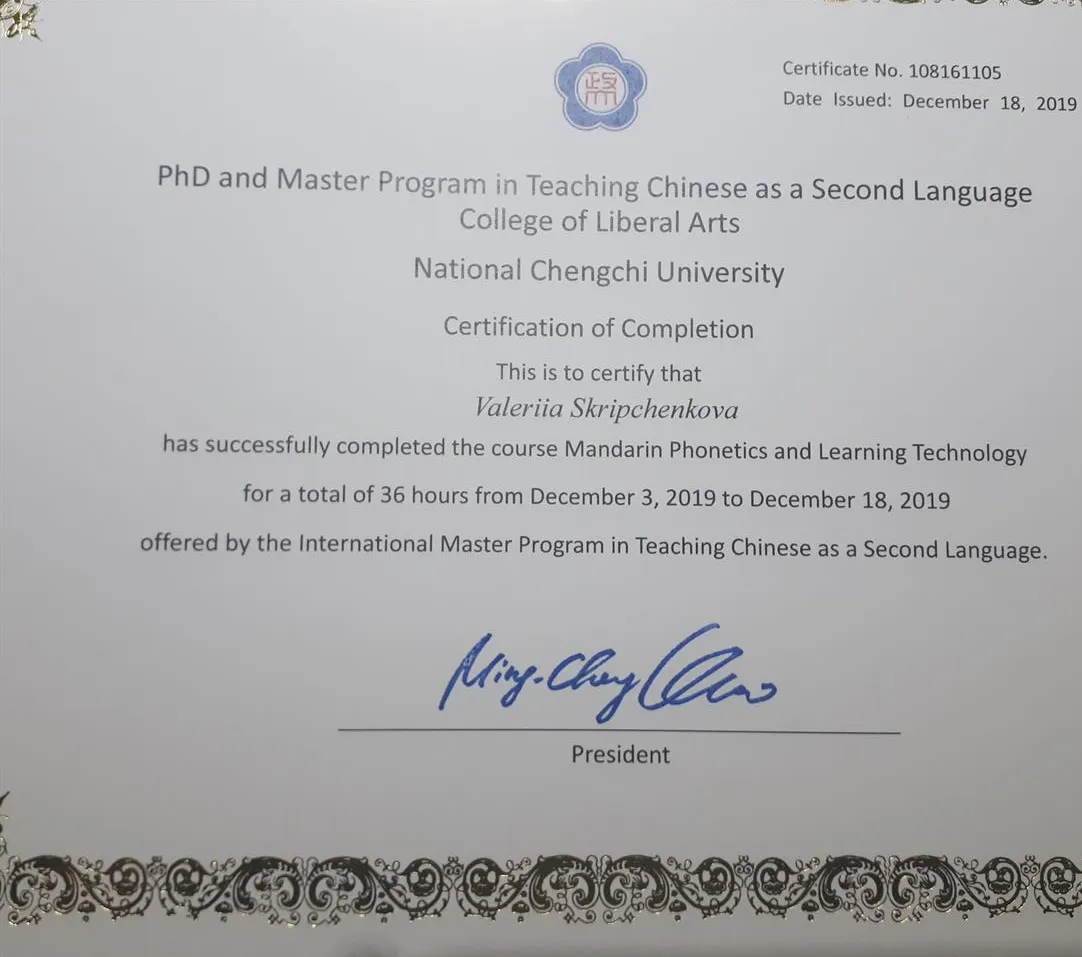 政大
Certificate No. 108161105
Date Issued: December 18, 2019
PhD and Master Program in Teaching Chinese as a Second Language
College of Liberal Arts
National Chengchi University
Certification of Completion
This is to certify that
Valeriia Skripchenkova
has successfully completed the course Mandarin Phonetics and Learning Technology
for a total of 36 hours from December 3, 2019 to December 18, 2019
offered by the International Master Program in Teaching Chinese as a Second Language.
President